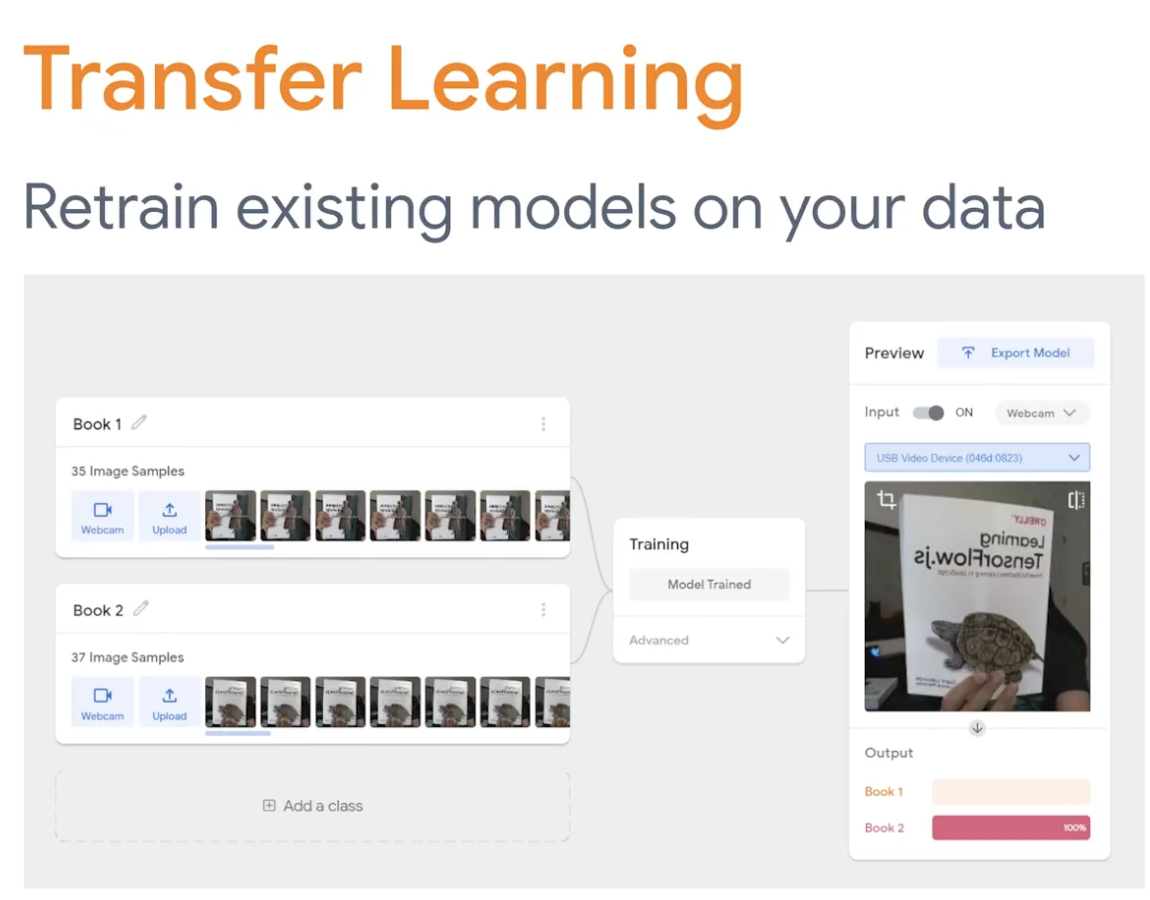 Transfer Learning
Retrain existing models on your data
Book 1
35 Image Samples
Webcam
Upload
Book 2
37 Image Samples
Webcam
Upload
Add a class
Training
Model Trained
Advanced
Preview
Export Model
Input
ON
Webcam
USB Video Device (046d:0823)
O'REILLY
Learning
TensorFlow.js
Output
Book 1
Book 2
100%